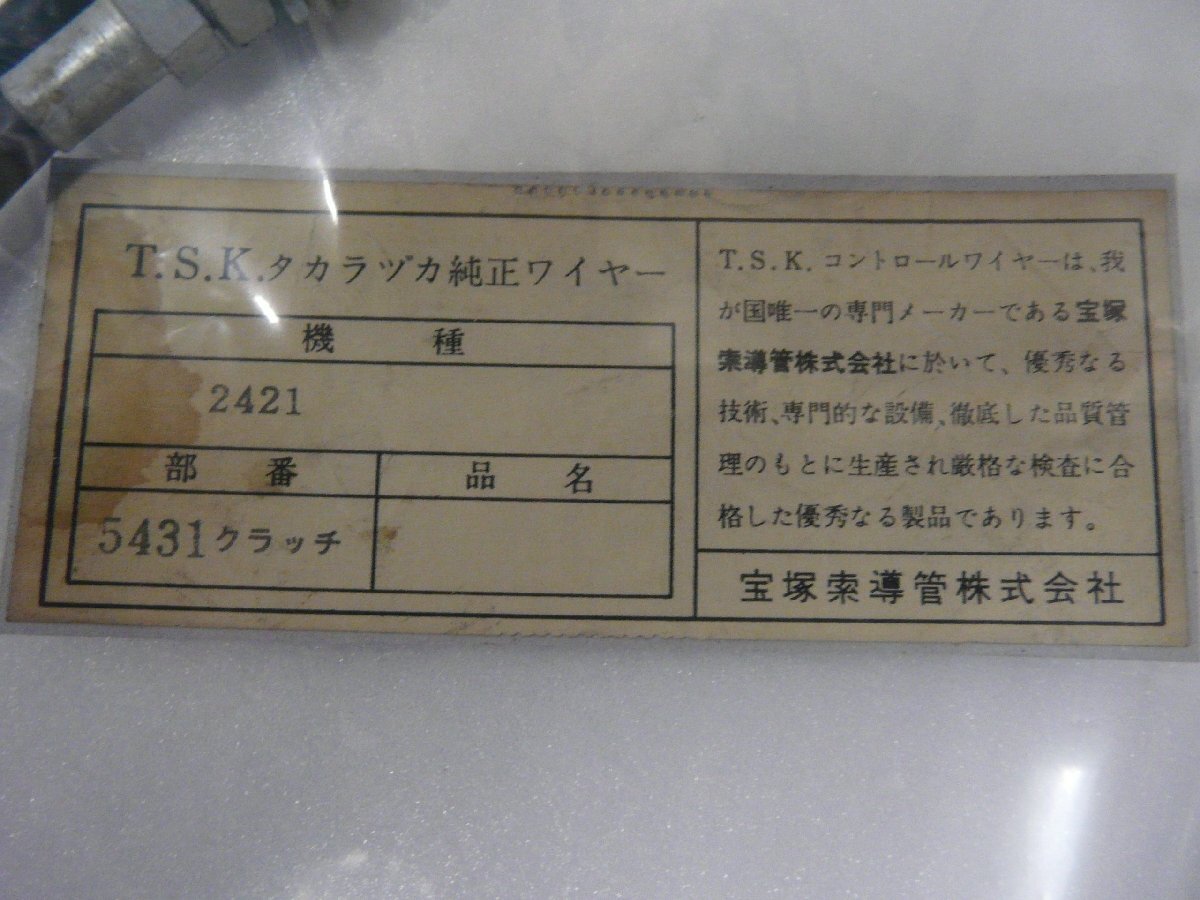 T.S.K.タカラヅカ純正ワイヤー
機種
2421
部番
品名
5431クラッチ
T.S.K.コントロールワイヤーは、我
が国唯一の専門メーカーである宝塚
索導管株式会社に於いて、優秀なる
技術、専門的な設備、徹底した品質管
理のもとに生産され厳格な検査に合
格した優秀なる製品であります。
宝塚索導管株式会社